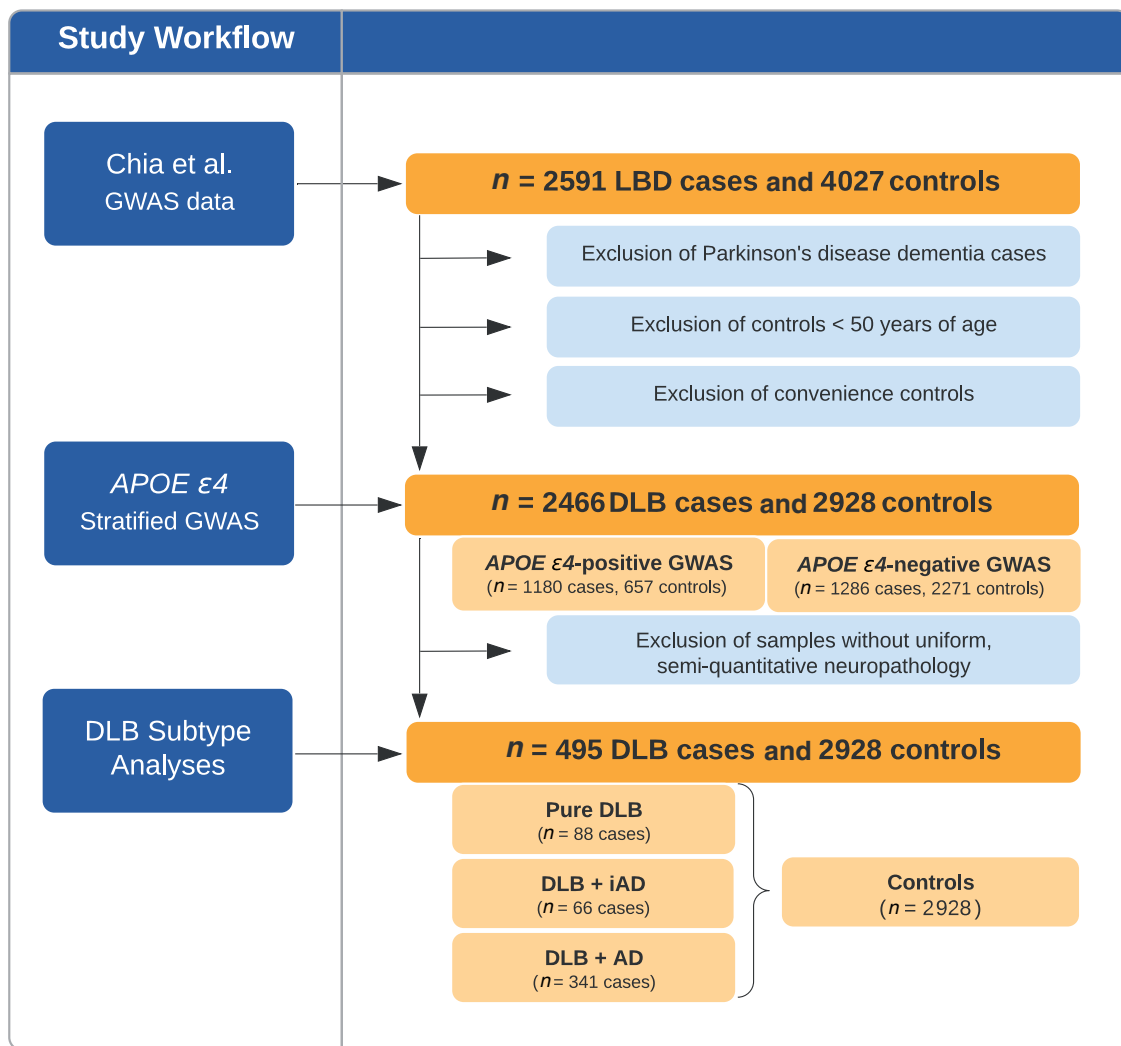 Study Workflow
Chia et al.
GWAS data
n = 2591 LBD cases and 4027 controls
Exclusion of Parkinson's disease dementia cases
Exclusion of controls < 50 years of age
Exclusion of convenience controls
APOE ε4
Stratified GWAS
n = 2466 DLB cases and 2928 controls
APOE ε4-positive GWAS
(n = 1180 cases, 657 controls)
APOE ε4-negative GWAS
(n = 1286 cases, 2271 controls)
Exclusion of samples without uniform,
semi-quantitative neuropathology
DLB Subtype
Analyses
n = 495 DLB cases and 2928 controls
Pure DLB
(n = 88 cases)
DLB + iAD
(n = 66 cases)
DLB + AD
(n = 341 cases)
Controls
(n = 2928)